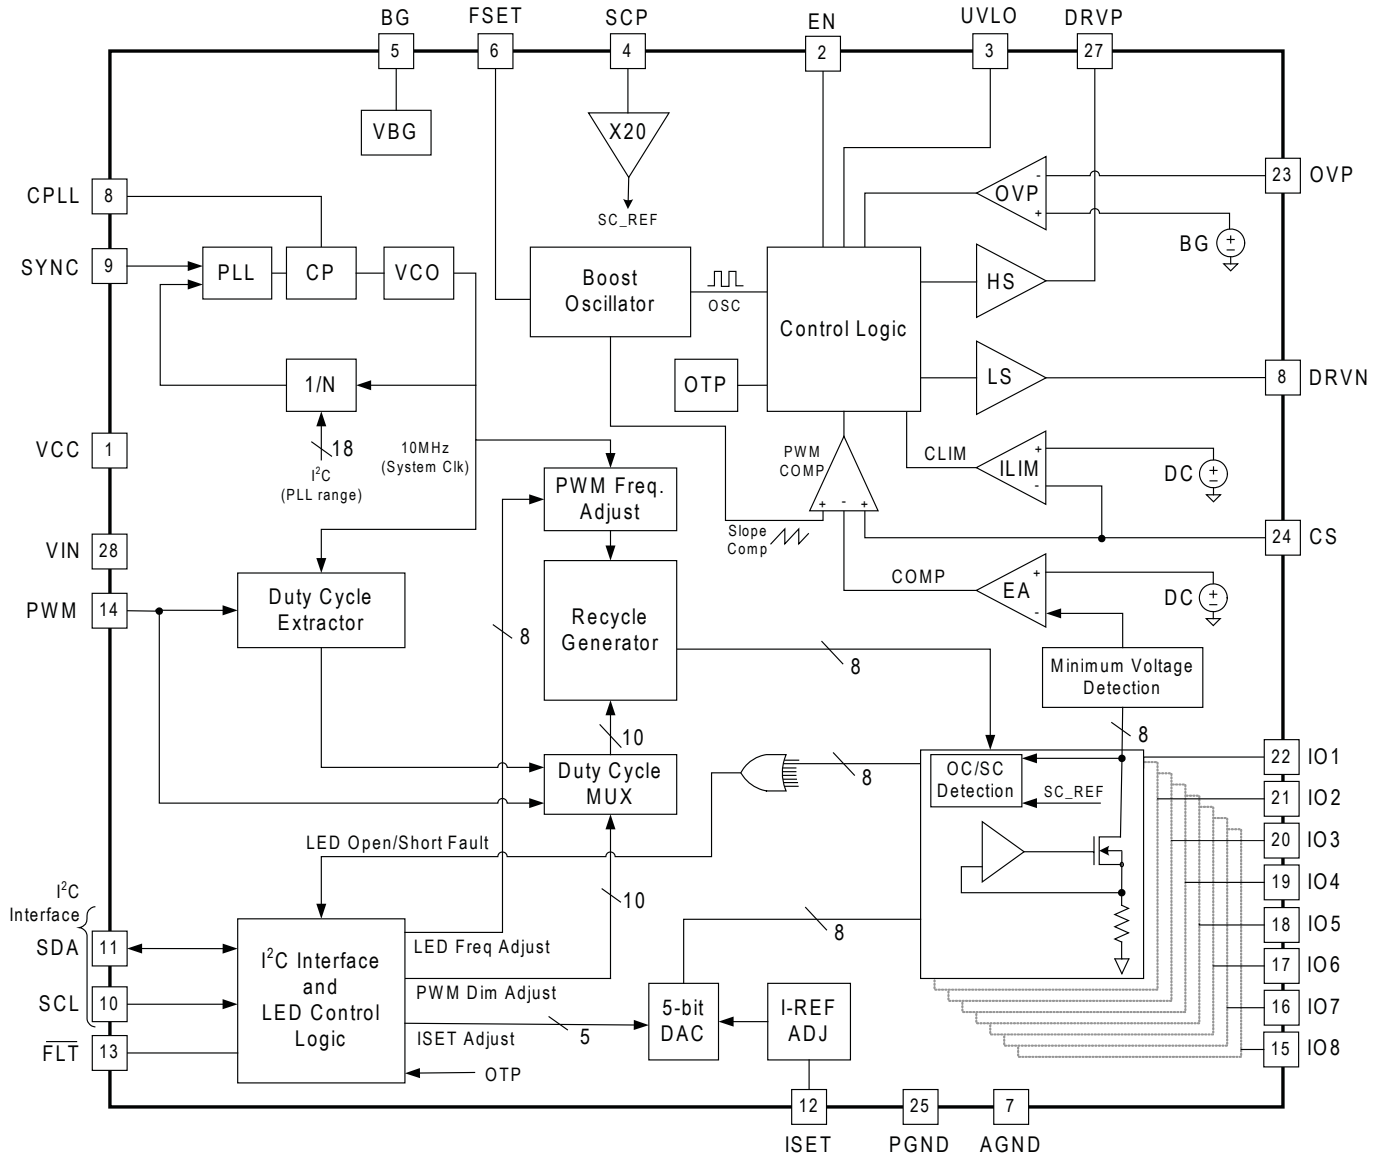 BG
FSET
SCP
EN
UVLO
DRVP
5
6
4
2
3
27
VBG
X20
SC_REF
CPLL
8
SYNC
9
PLL
CP
VCO
Boost
Oscillator
OSC
Control Logic
OVP
-
+
23
OVP
BG
+
−
HS
LS
8
DRVN
OTP
1/N
18
I²C
(PLL range)
10MHz
(System Clk)
VCC
1
PWM
COMP
CLIM
ILIM
+
-
DC
+
−
PWM Freq.
Adjust
+
-
+
Slope
Comp
24
CS
VIN
28
PWM
14
Duty Cycle
Extractor
Recycle
Generator
8
COMP
EA
+
-
DC
+
−
8
Minimum Voltage
Detection
8
10
Duty Cycle
MUX
8
OC/SC
Detection
SC_REF
22
IO1
21
IO2
20
IO3
19
IO4
18
IO5
17
IO6
16
IO7
15
IO8
LED Open/Short Fault
10
8
I²C
Interface
SDA
11
SCL
10
FLT
13
I²C Interface
and
LED Control
Logic
LED Freq Adjust
PWM Dim Adjust
ISET Adjust
5
OTP
5-bit
DAC
I-REF
ADJ
12
25
7
ISET
PGND
AGND